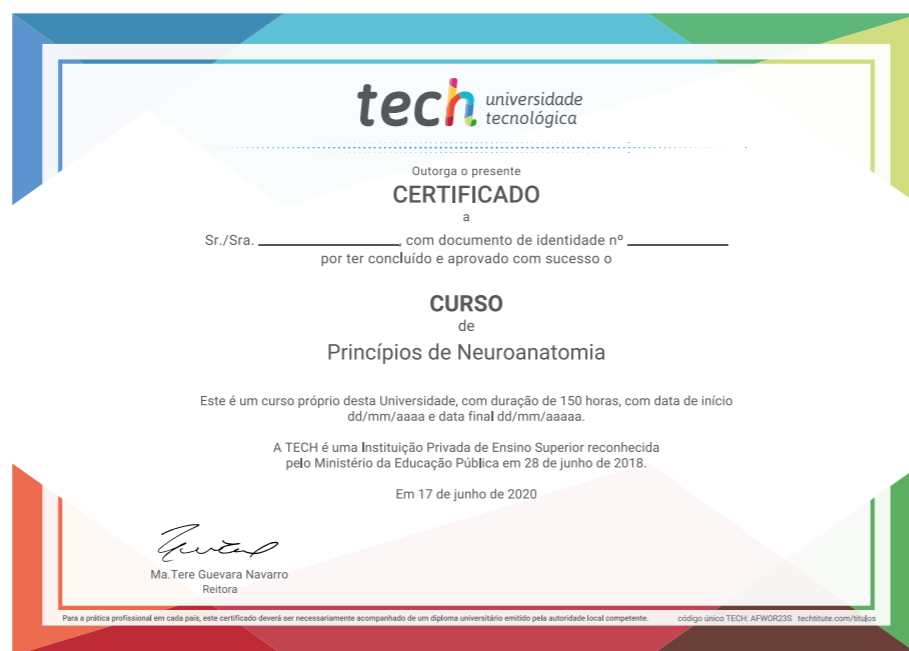 tech universidade
tecnológica
Outorga o presente
CERTIFICADO
a
Sr./Sra. ____________, com documento de identidade nº ____________
por ter concluído e aprovado com sucesso o
CURSO
de
Princípios de Neuroanatomia
Este é um curso próprio desta Universidade, com duração de 150 horas, com data de início
dd/mm/aaaa e data final dd/mm/aaaaa.
A TECH é uma Instituição Privada de Ensino Superior reconhecida
pelo Ministério da Educação Pública em 28 de junho de 2018.
Em 17 de junho de 2020
Ma.Tere Guevara Navarro
Reitora
Para a prática profissional em cada país, este certificado deverá ser necessariamente acompanhado de um diploma universitário emitido pela autoridade local competente. código único TECH: AFWOR23S techtitute.com/titulos